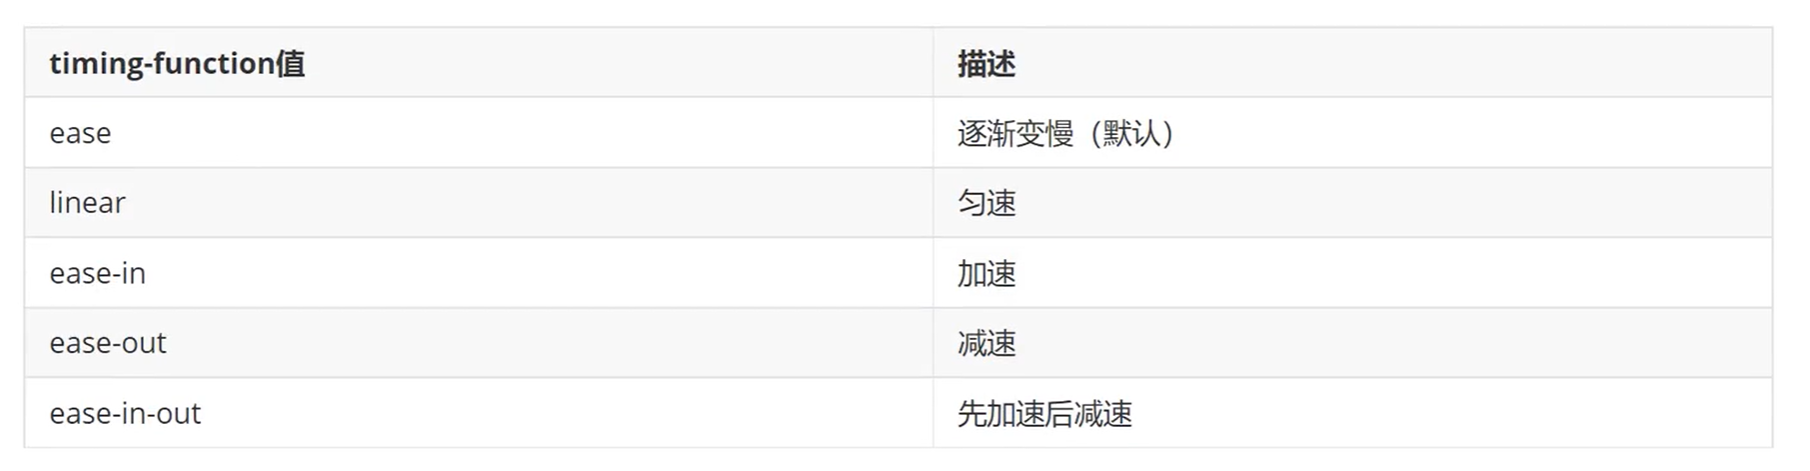 timing-function值 描述
ease 逐渐变慢（默认）
linear 匀速
ease-in 加速
ease-out 减速
ease-in-out 先加速后减速